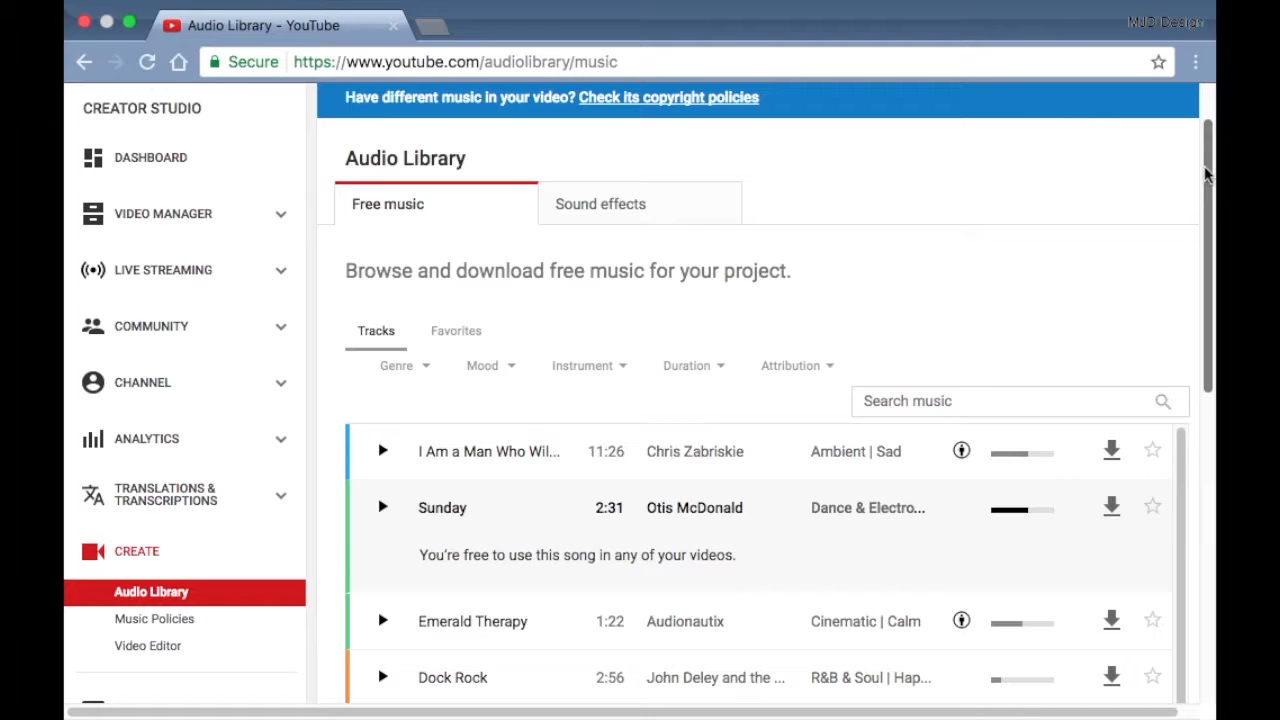 Audio Library - YouTube
MJD Design
Secure https://www.youtube.com/audiolibrary/music
CREATOR STUDIO
DASHBOARD
VIDEO MANAGER
LIVE STREAMING
COMMUNITY
CHANNEL
ANALYTICS
TRANSLATIONS &
TRANSCRIPTIONS
CREATE
Audio Library
Music Policies
Video Editor
Have different music in your video? Check its copyright policies
Audio Library
Free music Sound effects
Browse and download free music for your project.
Tracks Favorites
Genre Mood Instrument Duration Attribution
Search music
I Am a Man Who Wil... 11:26 Chris Zabriskie Ambient | Sad
Sunday 2:31 Otis McDonald Dance & Electro...
You're free to use this song in any of your videos.
Emerald Therapy 1:22 Audionautix Cinematic | Calm
Dock Rock 2:56 John Deley and the ... R&B & Soul | Hap...